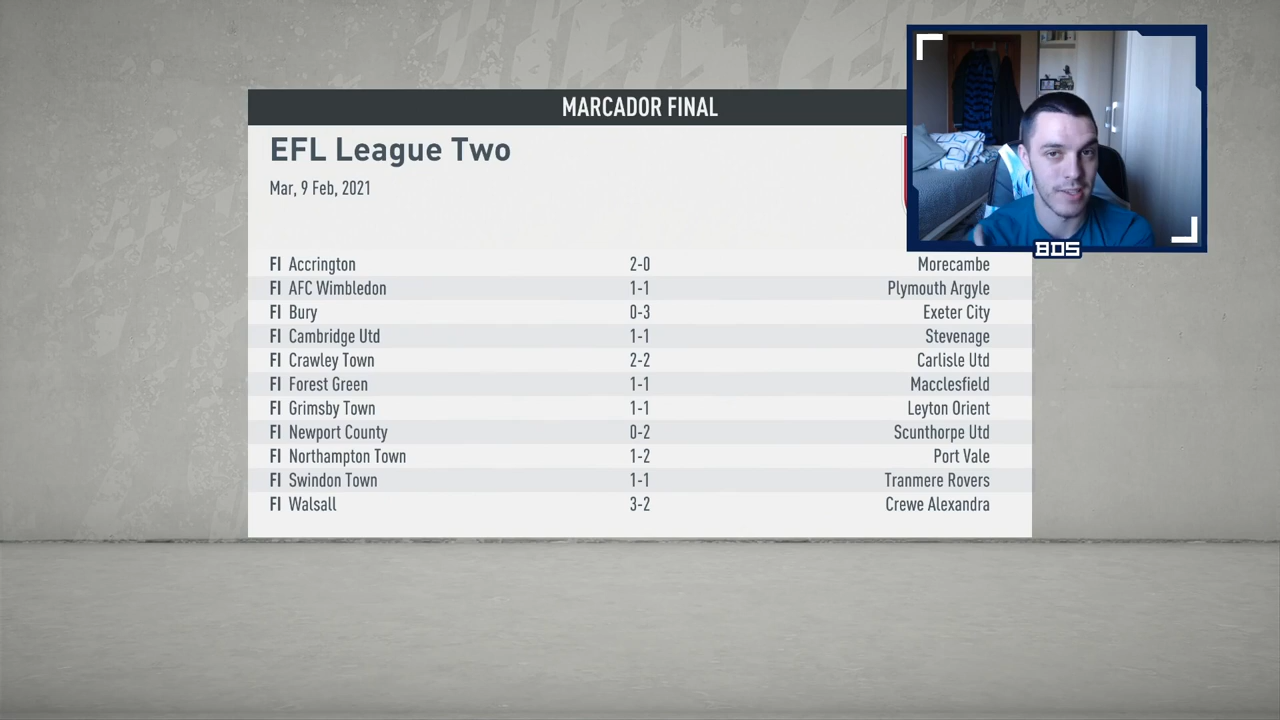 MARCADOR FINAL
EFL League Two
Mar, 9 Feb, 2021
FI Accrington 2-0 Morecambe
FI AFC Wimbledon 1-1 Plymouth Argyle
FI Bury 0-3 Exeter City
FI Cambridge Utd 1-1 Stevenage
FI Crawley Town 2-2 Carlisle Utd
FI Forest Green 1-1 Macclesfield
FI Grimsby Town 1-1 Leyton Orient
FI Newport County 0-2 Scunthorpe Utd
FI Northampton Town 1-2 Port Vale
FI Swindon Town 1-1 Tranmere Rovers
FI Walsall 3-2 Crewe Alexandra
BDS